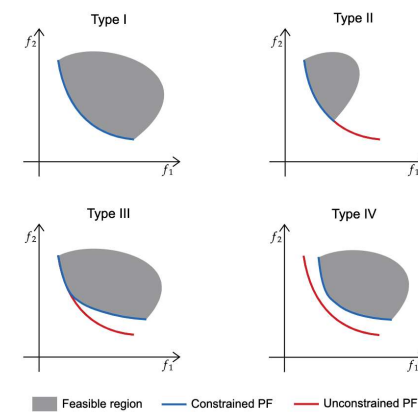 Type I
Type II
f₂
f₂
f₁
f₁
Type III
Type IV
f₂
f₂
f₁
f₁
Feasible region
Constrained PF
Unconstrained PF